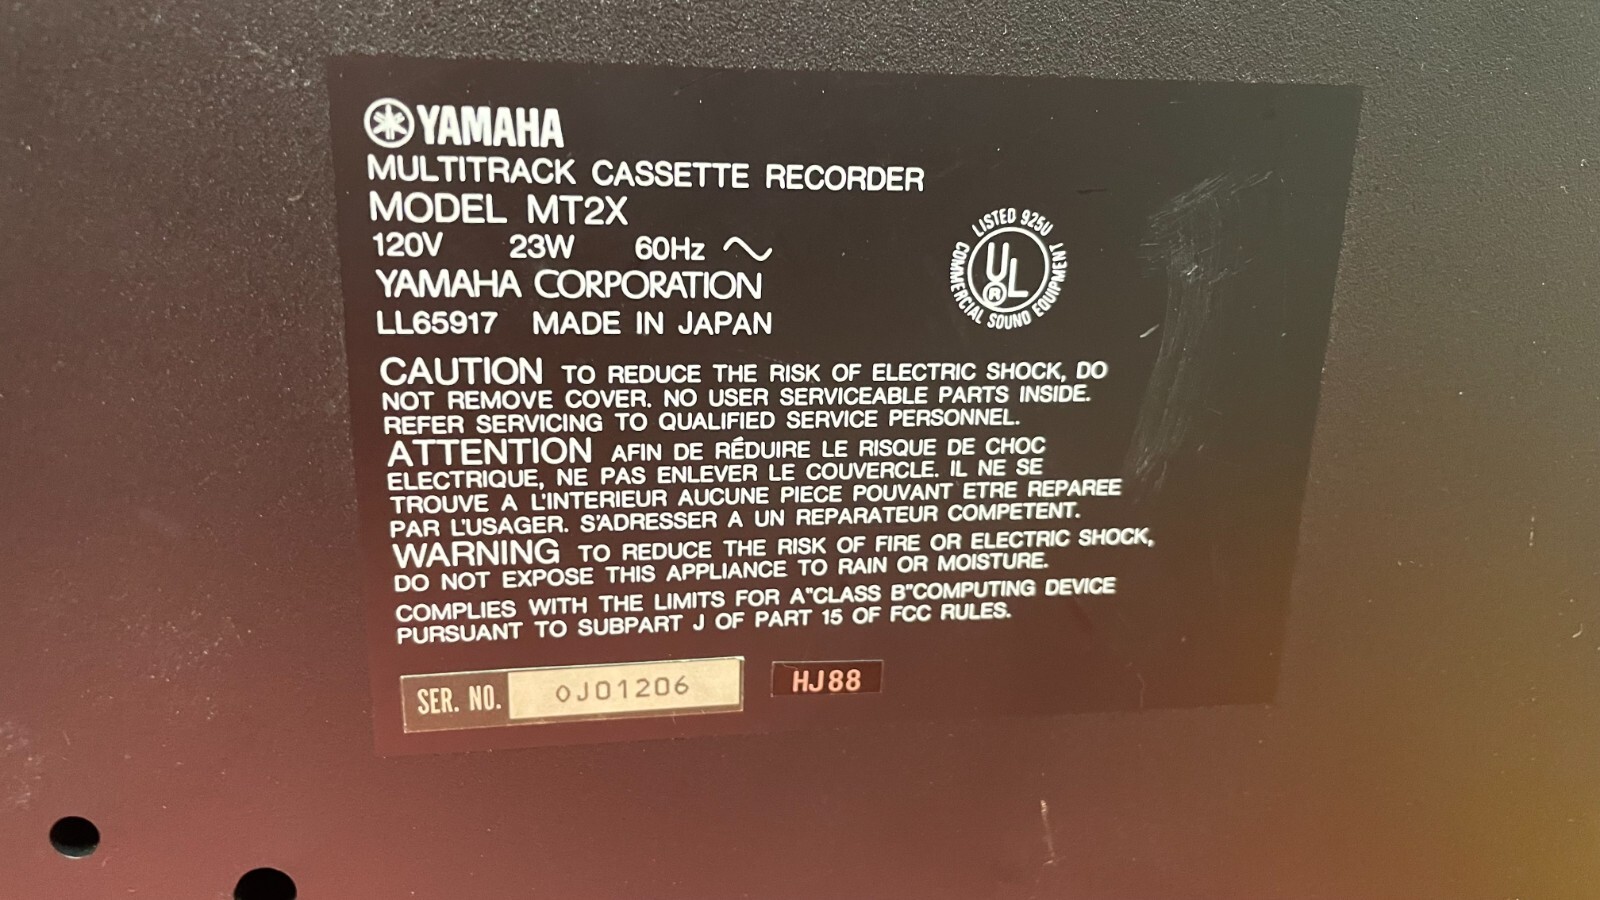 YAMAHA
MULTITRACK CASSETTE RECORDER
MODEL MT2X
120V 23W 60Hz ~
YAMAHA CORPORATION
LL65917 MADE IN JAPAN
LISTED 925U
UL
®
COMMERCIAL SOUND EQUIPMENT
CAUTION TO REDUCE THE RISK OF ELECTRIC SHOCK, DO
NOT REMOVE COVER. NO USER SERVICEABLE PARTS INSIDE.
REFER SERVICING TO QUALIFIED SERVICE PERSONNEL.
ATTENTION AFIN DE RÉDUIRE LE RISQUE DE CHOC
ELECTRIQUE, NE PAS ENLEVER LE COUVERCLE. IL NE SE
TROUVE A L'INTERIEUR AUCUNE PIECE POUVANT ETRE REPAREE
PAR L'USAGER. S'ADRESSER A UN REPARATEUR COMPETENT.
WARNING TO REDUCE THE RISK OF FIRE OR ELECTRIC SHOCK,
DO NOT EXPOSE THIS APPLIANCE TO RAIN OR MOISTURE.
COMPLIES WITH THE LIMITS FOR A"CLASS B"COMPUTING DEVICE
PURSUANT TO SUBPART J OF PART 15 OF FCC RULES.
SER. NO. OJ01206 HJ88